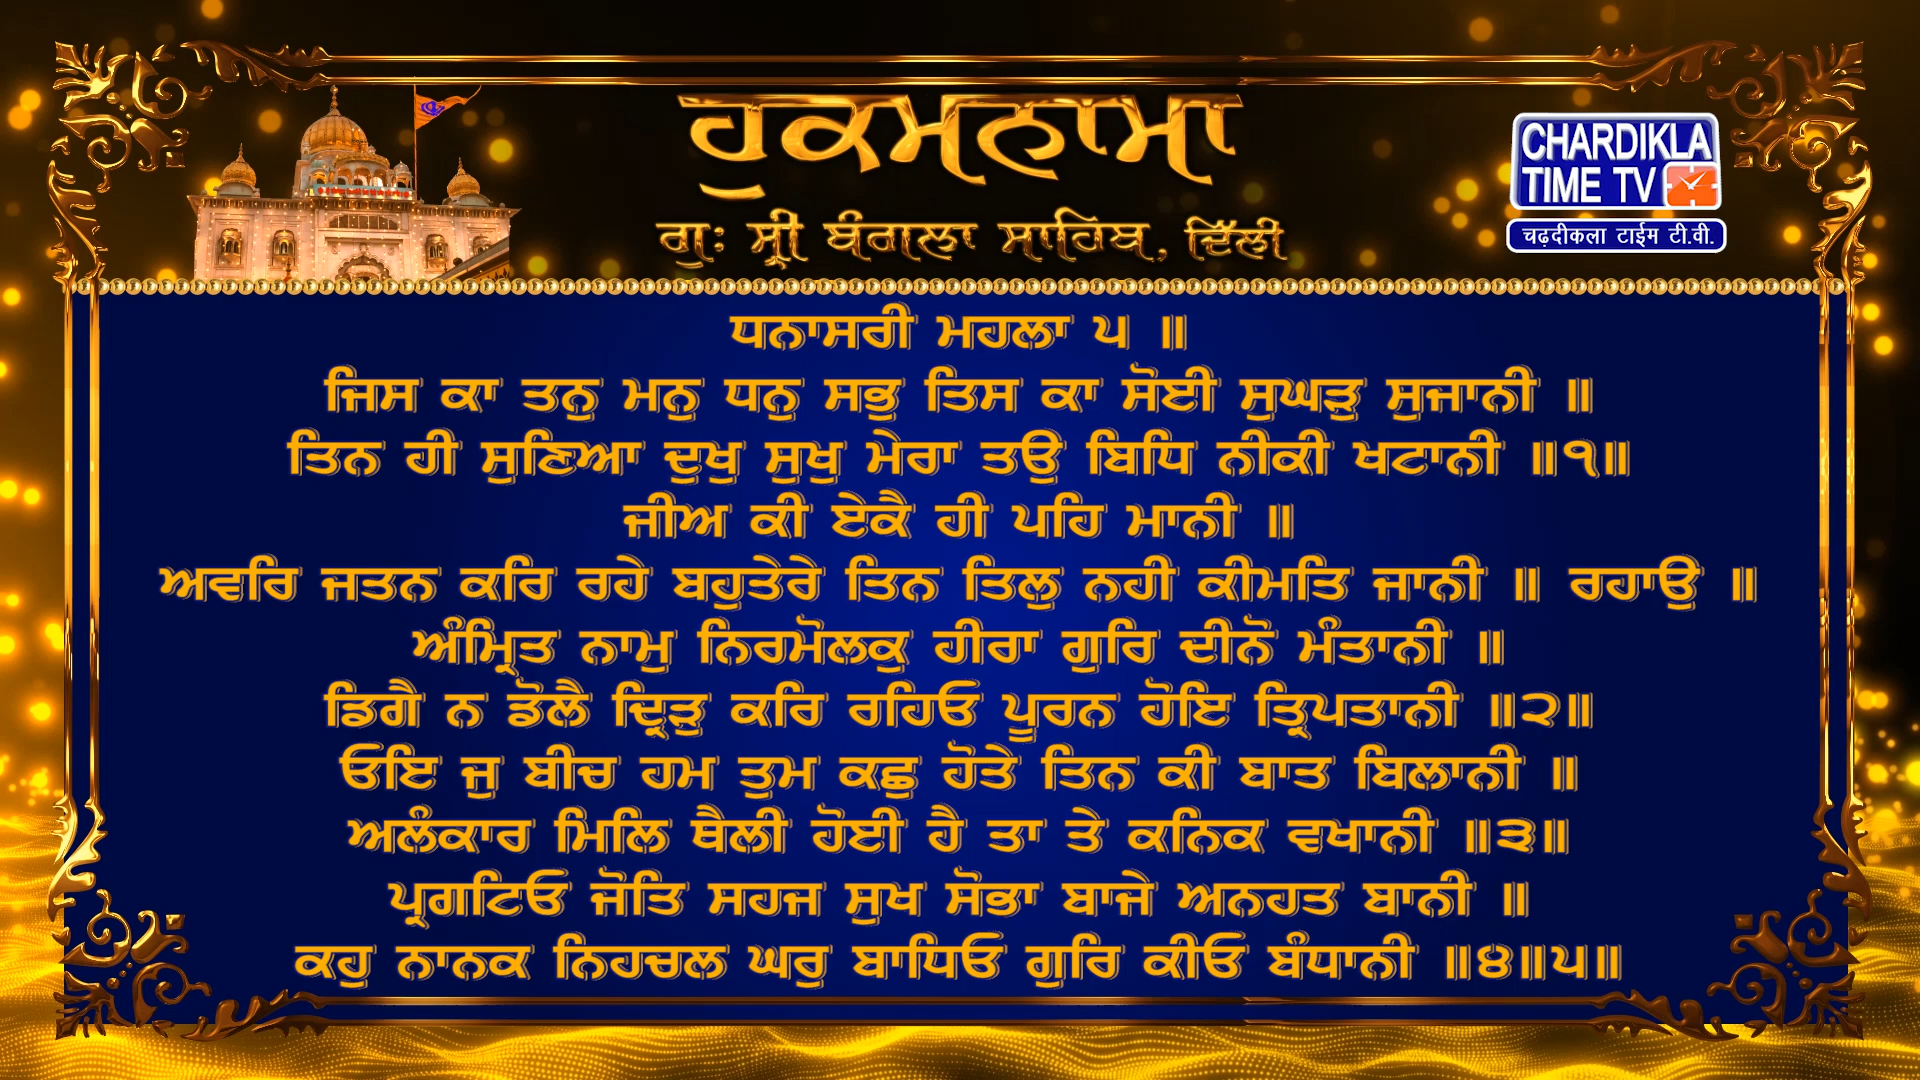 ਹੁਕਮਨਾਮਾ
ਗੁਃ ਸ੍ਰੀ ਬੰਗਲਾ ਸਾਹਿਬ, ਦਿੱਲੀ
CHARDIKLA
TIME TV
चढ़दीकला टाईम टी.वी.
ਧਨਾਸਰੀ ਮਹਲਾ ੫ ॥
ਜਿਸ ਕਾ ਤਨੁ ਮਨੁ ਧਨੁ ਸਭੁ ਤਿਸ ਕਾ ਸੋਈ ਸੁਘੜੁ ਸੁਜਾਨੀ ॥
ਤਿਨ ਹੀ ਸੁਣਿਆ ਦੁਖੁ ਸੁਖੁ ਮੇਰਾ ਤਉ ਬਿਧਿ ਨੀਕੀ ਖਟਾਨੀ ॥੧॥
ਜੀਅ ਕੀ ਏਕੈ ਹੀ ਪਹਿ ਮਾਨੀ ॥
ਅਵਰਿ ਜਤਨ ਕਰਿ ਰਹੇ ਬਹੁਤੇਰੇ ਤਿਨ ਤਿਲੁ ਨਹੀ ਕੀਮਤਿ ਜਾਨੀ ॥ ਰਹਾਉ ॥
ਅੰਮ੍ਰਿਤ ਨਾਮੁ ਨਿਰਮੋਲਕੁ ਹੀਰਾ ਗੁਰਿ ਦੀਨੋ ਮੰਤਾਨੀ ॥
ਡਿਗੈ ਨ ਡੋਲੈ ਦ੍ਰਿੜੁ ਕਰਿ ਰਹਿਓ ਪੂਰਨ ਹੋਇ ਤ੍ਰਿਪਤਾਨੀ ॥੨॥
ਓਇ ਜੁ ਬੀਚ ਹਮ ਤੁਮ ਕਛੁ ਹੋਤੇ ਤਿਨ ਕੀ ਬਾਤ ਬਿਲਾਨੀ ॥
ਅਲੰਕਾਰ ਮਿਲਿ ਥੈਲੀ ਹੋਈ ਹੈ ਤਾ ਤੇ ਕਨਿਕ ਵਖਾਨੀ ॥੩॥
ਪ੍ਰਗਟਿਓ ਜੋਤਿ ਸਹਜ ਸੁਖ ਸੋਭਾ ਬਾਜੇ ਅਨਹਤ ਬਾਨੀ ॥
ਕਹੁ ਨਾਨਕ ਨਿਹਚਲ ਘਰੁ ਬਾਧਿਓ ਗੁਰਿ ਕੀਓ ਬੰਧਾਨੀ ॥੪॥੫॥